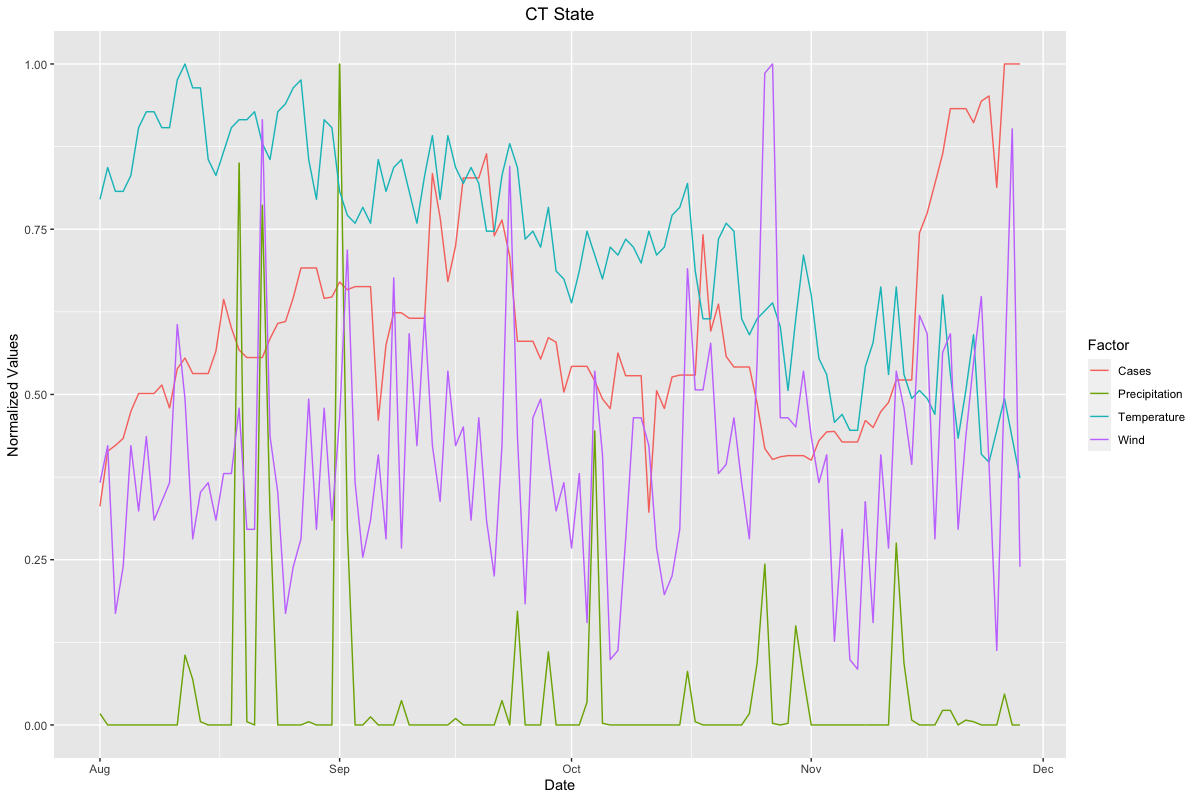 CT State
Normalized Values
1.00
0.75
0.50
0.25
0.00
Aug
Sep
Oct
Nov
Dec
Date
Factor
Cases
Precipitation
Temperature
Wind